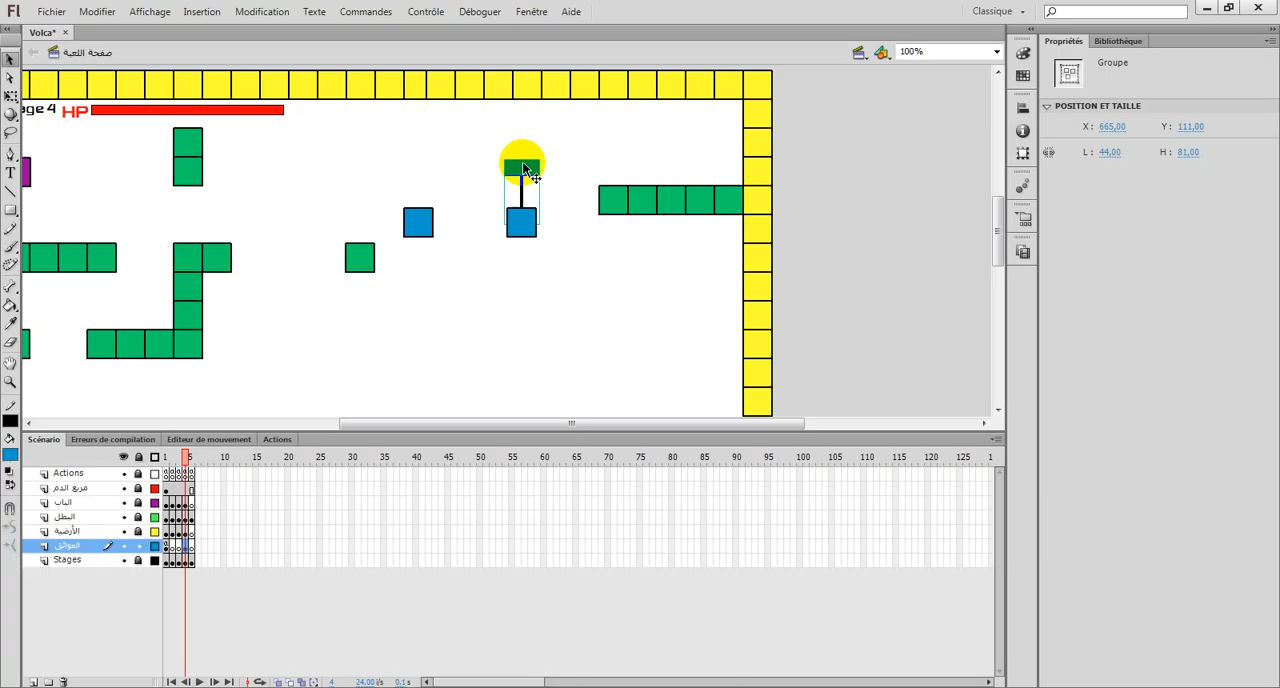 Fl Fichier Modifier Affichage Insertion Modification Texte Commandes Contrôle Déboguer Fenêtre Aide Classique
Volca*
صفحة اللعبة 100%
Propriétés Bibliothèque
Groupe
POSITION ET TAILLE
X : 665,00 Y : 111,00
L : 44,00 H : 81,00
age 4 HP
Scénario Erreurs de compilation Editeur de mouvement Actions
1 5 10 15 20 25 30 35 40 45 50 55 60 65 70 75 80 85 90 95 100 105 110 115 120 125 1
Actions
مربع الدم
الباب
البطل
الأرضية
العوائق
Stages
4 24,00 i/s 0,1 s